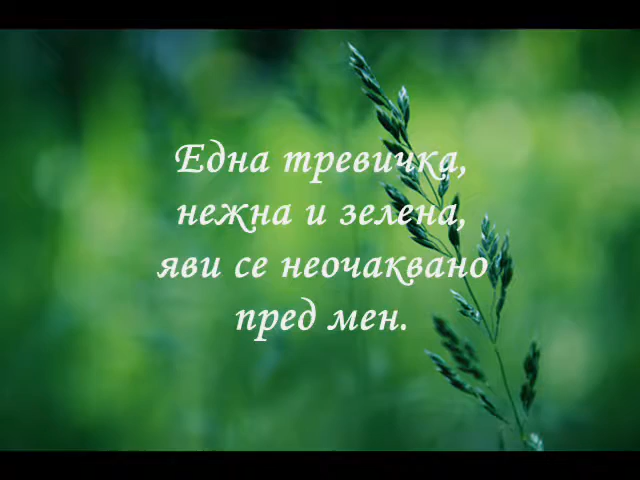 Една тревичка,
нежна и зелена,
яви се неочаквано
пред мен.